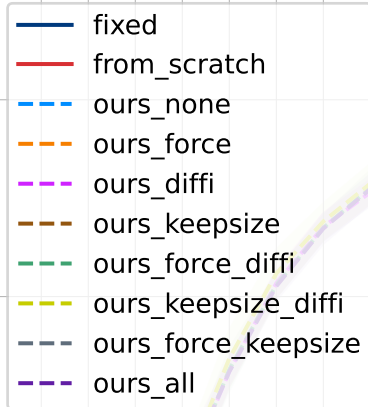 fixed
from_scratch
ours_none
ours_force
ours_diffi
ours_keepsize
ours_force_diffi
ours_keepsize_diffi
ours_force_keepsize
ours_all